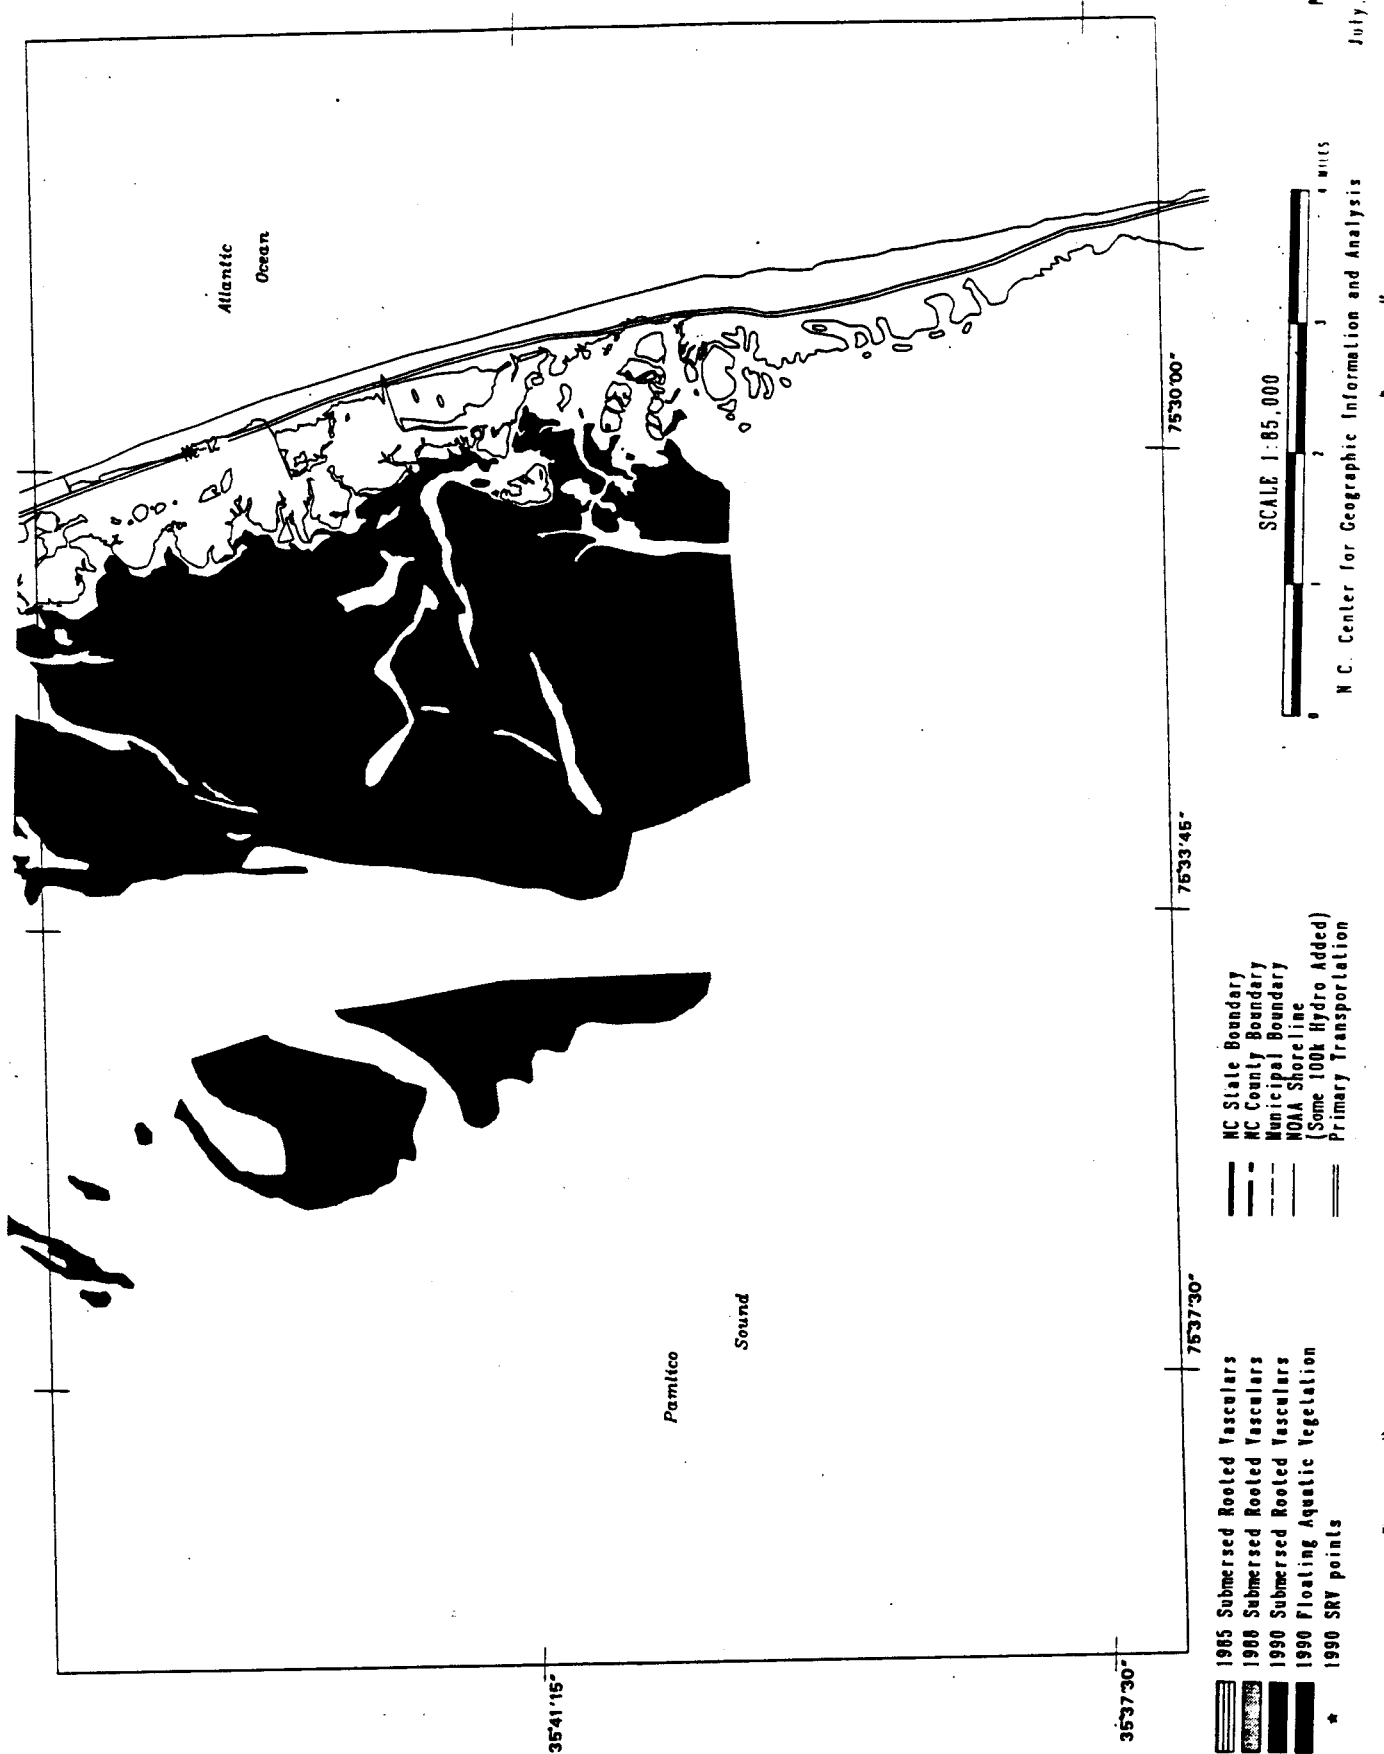 Atlantic
Ocean
NC-12
Pamlico
Sound
35°41'15"
35°37'30"
75°37'30"
75°33'45"
75°30'00"
1985 Submersed Rooted Vasculars
1988 Submersed Rooted Vasculars
1990 Submersed Rooted Vasculars
1990 Floating Aquatic Vegetation
* 1990 SRV points
NC State Boundary
NC County Boundary
Municipal Boundary
NOAA Shoreline
(Some 100k Hydro Added)
Primary Transportation
SCALE 1:85,000
0 1 2 3 4 MILES
N.C. Center for Geographic Information and Analysis
July